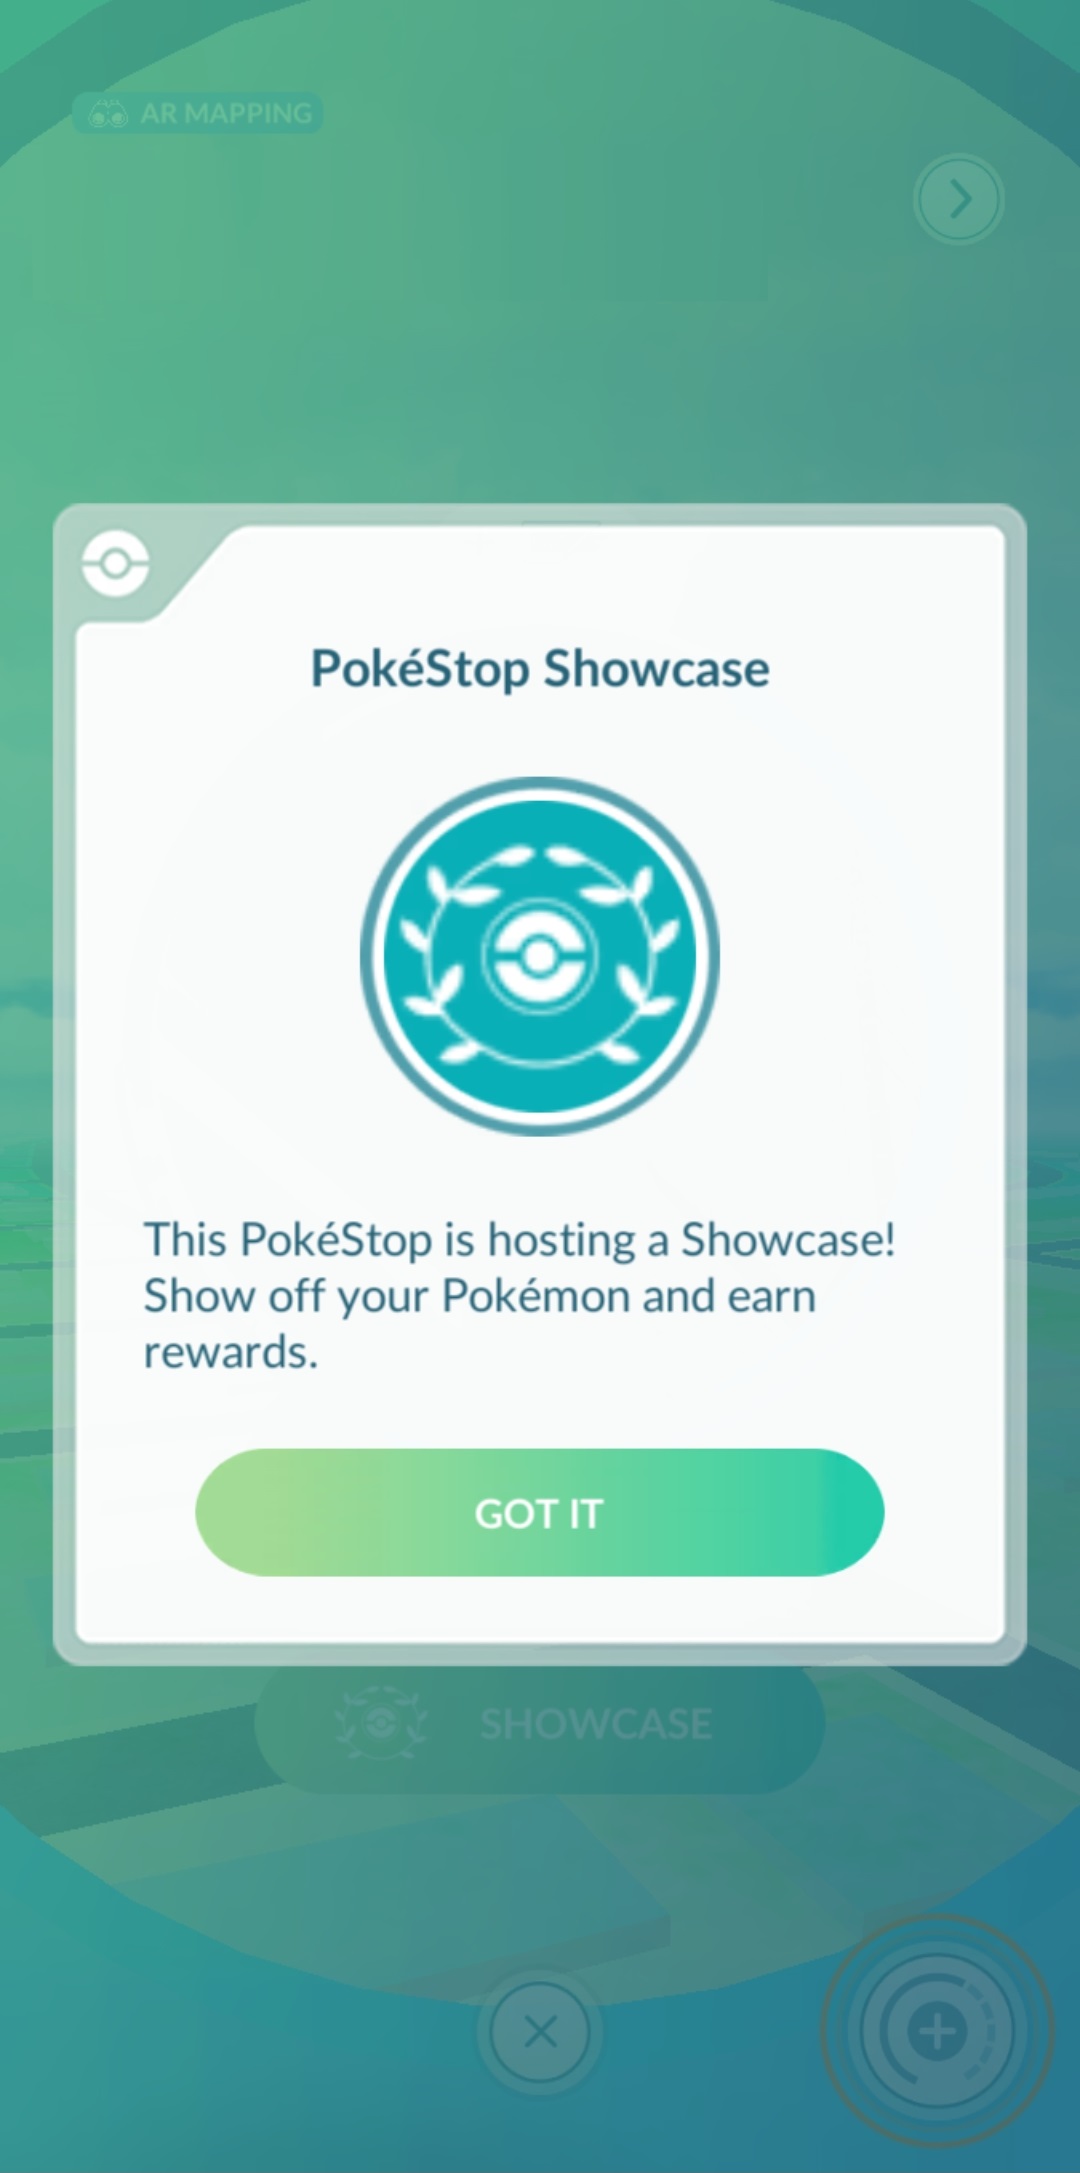 AR MAPPING
PokéStop Showcase
This PokéStop is hosting a Showcase!
Show off your Pokémon and earn
rewards.
GOT IT
SHOWCASE